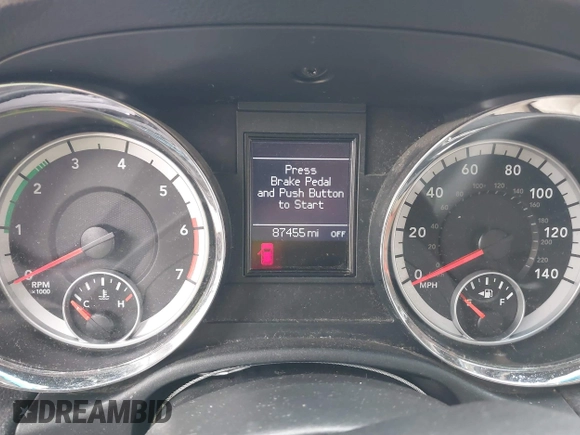 Press
Brake Pedal
and Push Button
to Start
87455 mi OFF
0 1 2 3 4 5 6 7
RPM
x1000
C H
0 20 40 60 80 100 120 140
MPH
E F
DREAMBID